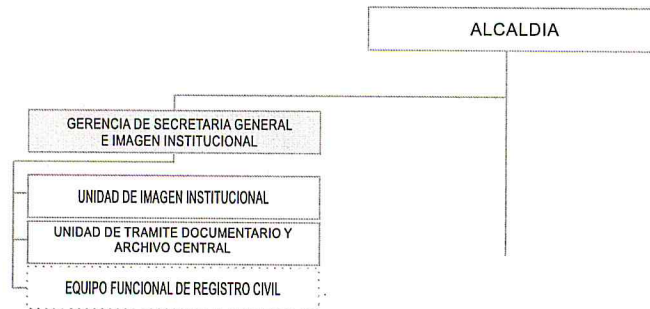 ALCALDIA
GERENCIA DE SECRETARIA GENERAL
E IMAGEN INSTITUCIONAL
UNIDAD DE IMAGEN INSTITUCIONAL
UNIDAD DE TRAMITE DOCUMENTARIO Y
ARCHIVO CENTRAL
EQUIPO FUNCIONAL DE REGISTRO CIVIL